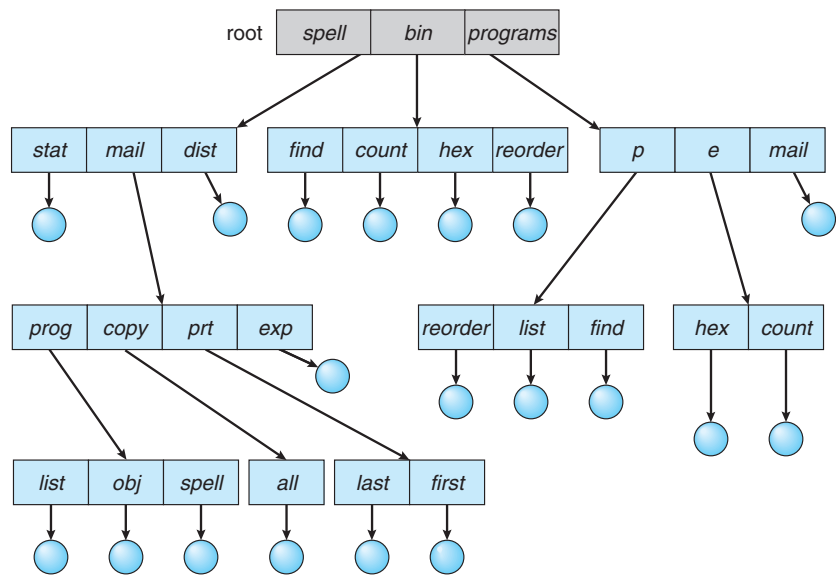 root spell bin programs
stat mail dist find count hex reorder p e mail
prog copy prt exp reorder list find hex count
list obj spell all last first